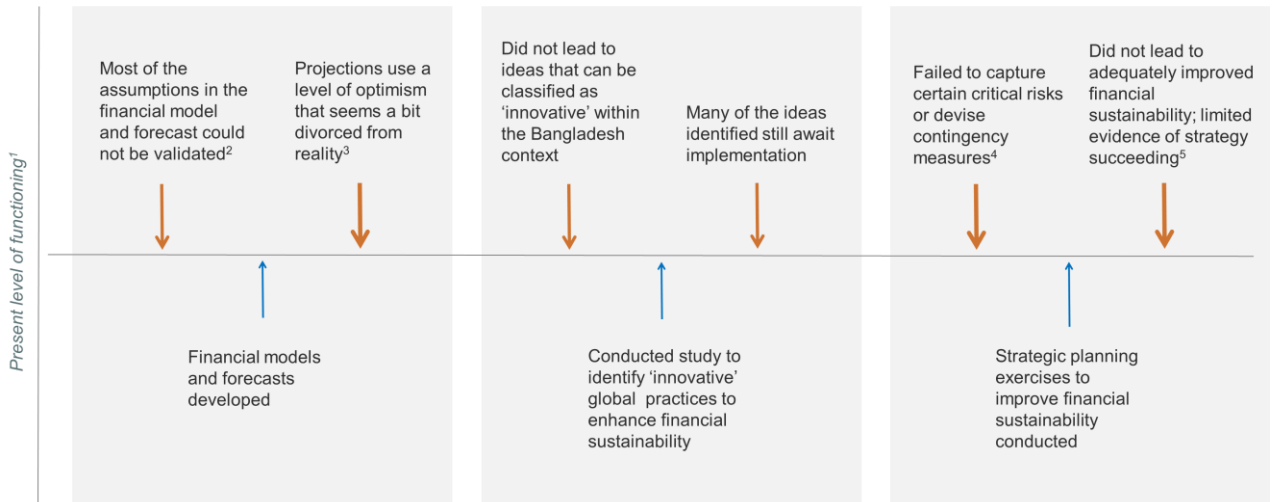 Present level of functioning¹
Most of the
assumptions in the
financial model
and forecast could
not be validated²
Projections use a
level of optimism
that seems a bit
divorced from
reality³
Financial models
and forecasts
developed
Did not lead to
ideas that can be
classified as
‘innovative’ within
the Bangladesh
context
Many of the ideas
identified still await
implementation
Conducted study to
identify ‘innovative’
global practices to
enhance financial
sustainability
Failed to capture
certain critical risks
or devise
contingency
measures⁴
Did not lead to
adequately improved
financial
sustainability; limited
evidence of strategy
succeeding⁵
Strategic planning
exercises to
improve financial
sustainability
conducted